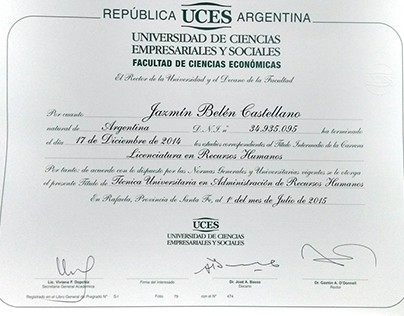 REPÚBLICA UCES ARGENTINA
UNIVERSIDAD DE CIENCIAS
EMPRESARIALES Y SOCIALES
FACULTAD DE CIENCIAS ECONÓMICAS
El Rector de la Universidad y el Decano de la Facultad
Por cuanto Jazmín Belén Castellano
natural de Argentina D.N.I nº 34.935.095 ha terminado
el día 17 de Diciembre de 2014 los estudios correspondientes al Título Intermedio de la Carrera
Licenciatura en Recursos Humanos
Por tanto: de acuerdo con lo dispuesto por las Normas Generales y Universitarias vigentes se le otorga
el presente Título de Técnica Universitaria en Administración de Recursos Humanos
En Rafaela, Provincia de Santa Fe, al 1º del mes de Julio de 2015
UCES
UNIVERSIDAD DE CIENCIAS
EMPRESARIALES Y SOCIALES
Lic. Viviana F.
Secretaria General Académica
Firma del Interesado
Dr. José A. Basso
Decano
Dr. Gastón A. O'Donnell
Rector
Registrado en el Libro General de Pregrado Nº S-I Folio 79 con el Nº 474